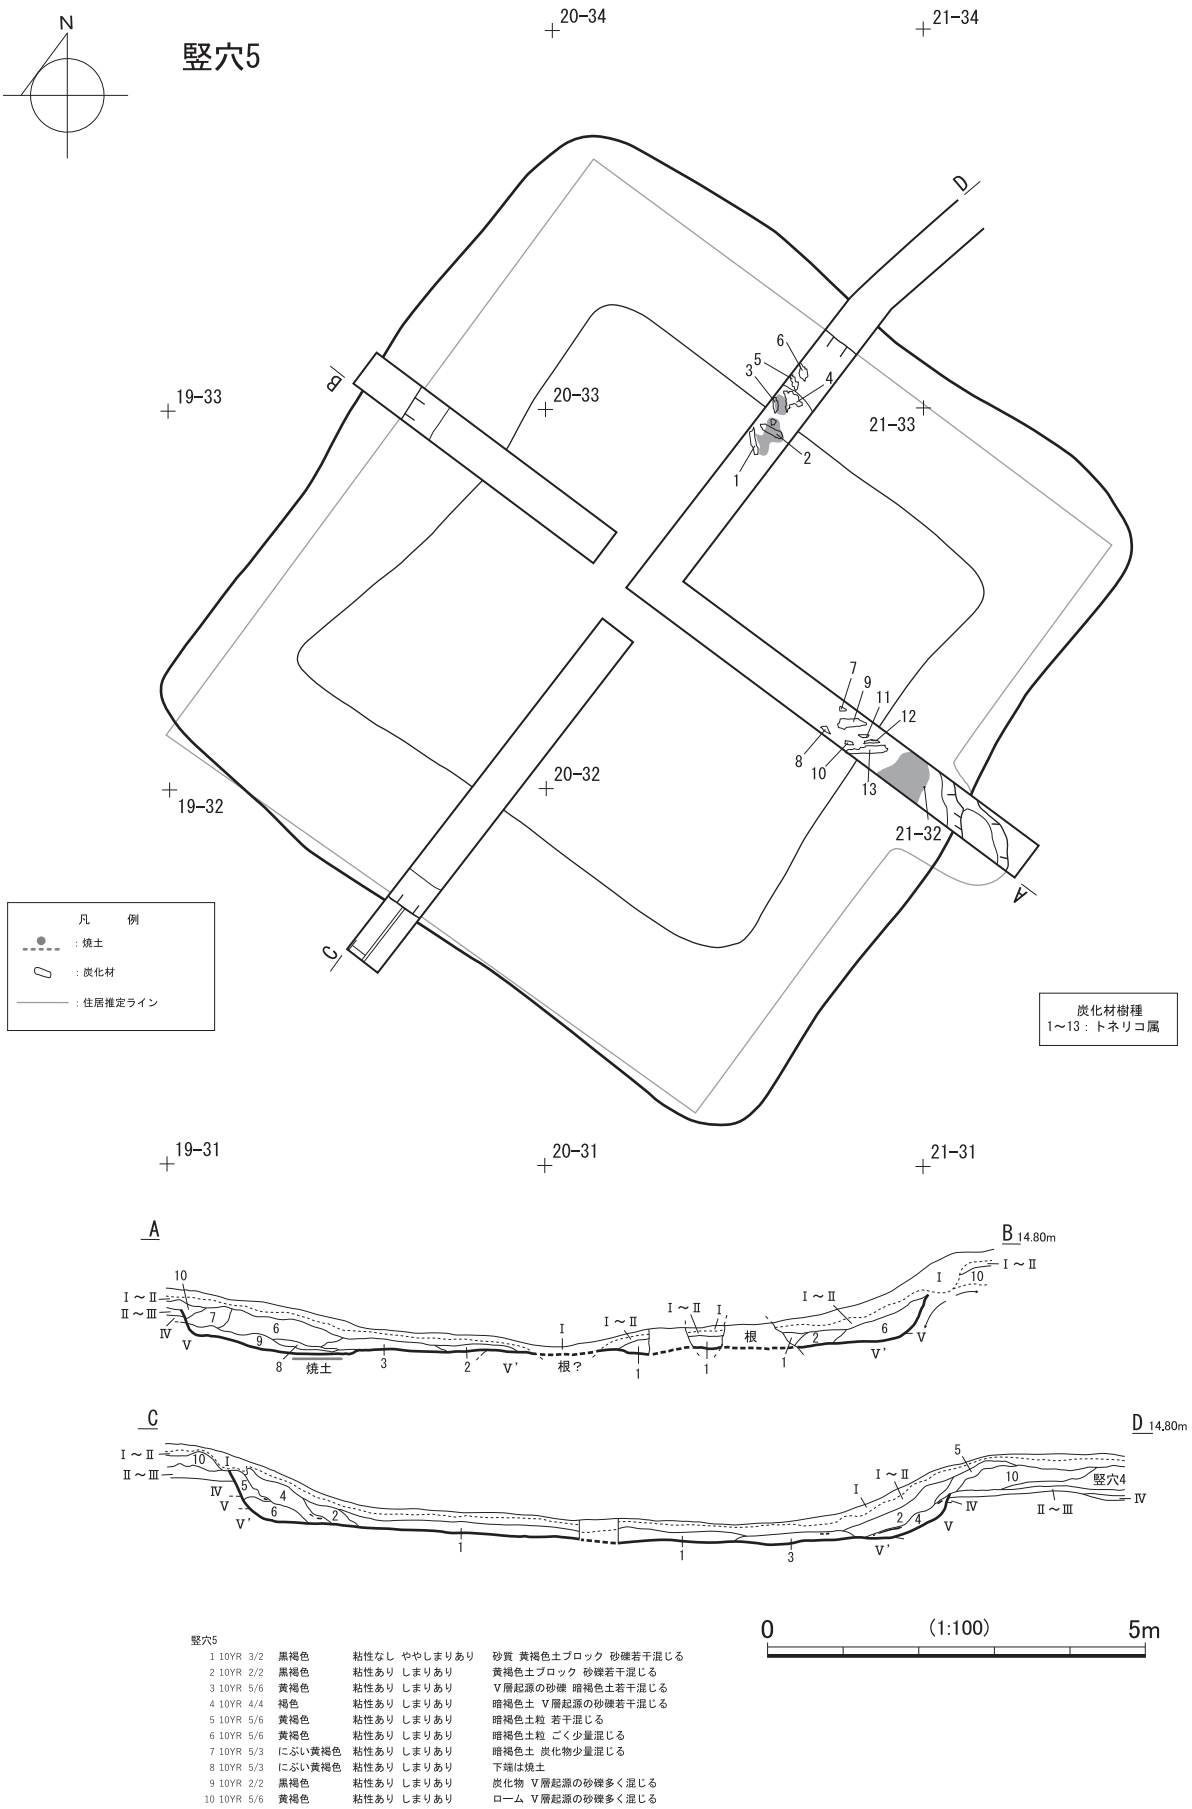 N
竪穴5
20-34
21-34
D
B
19-33
20-33
21-33
6
5
3
4
1
2
7
9
11
12
8
10
13
19-32
20-32
21-32
A
C
凡 例
：焼土
：炭化材
：住居推定ライン
炭化材樹種
1～13：トネリコ属
19-31
20-31
21-31
A
B 14.80m
10
Ⅰ～Ⅱ
Ⅱ～Ⅲ
Ⅳ
Ⅴ
7
6
9
8
焼土
3
2
Ⅴ'
Ⅰ
根？
Ⅰ～Ⅱ
1
Ⅰ～Ⅱ
Ⅰ
1
根
1
2
Ⅰ～Ⅱ
6
Ⅴ'
Ⅴ
Ⅰ
10
Ⅰ～Ⅱ
C
D 14.80m
Ⅰ～Ⅱ
Ⅱ～Ⅲ
10
Ⅰ
Ⅳ
Ⅴ
Ⅴ'
5
4
6
2
1
1
3
Ⅰ
Ⅰ～Ⅱ
5
2
4
Ⅴ'
Ⅴ
Ⅳ
10
竪穴4
Ⅱ～Ⅲ
Ⅳ
0 (1:100) 5m
竪穴5
1 10YR 3/2 黒褐色 粘性なし ややしまりあり 砂質 黄褐色土ブロック 砂礫若干混じる
2 10YR 2/2 黒褐色 粘性あり しまりあり 黄褐色土ブロック 砂礫若干混じる
3 10YR 5/6 黄褐色 粘性あり しまりあり Ⅴ層起源の砂礫 暗褐色土若干混じる
4 10YR 4/4 褐色 粘性あり しまりあり 暗褐色土 Ⅴ層起源の砂礫若干混じる
5 10YR 5/6 黄褐色 粘性あり しまりあり 暗褐色土粒 若干混じる
6 10YR 5/6 黄褐色 粘性あり しまりあり 暗褐色土粒 ごく少量混じる
7 10YR 5/3 にぶい黄褐色 粘性あり しまりあり 暗褐色土 炭化物少量混じる
8 10YR 5/3 にぶい黄褐色 粘性あり しまりあり 下端は焼土
9 10YR 2/2 黒褐色 粘性あり しまりあり 炭化物 Ⅴ層起源の砂礫多く混じる
10 10YR 5/6 黄褐色 粘性あり しまりあり ローム Ⅴ層起源の砂礫多く混じる